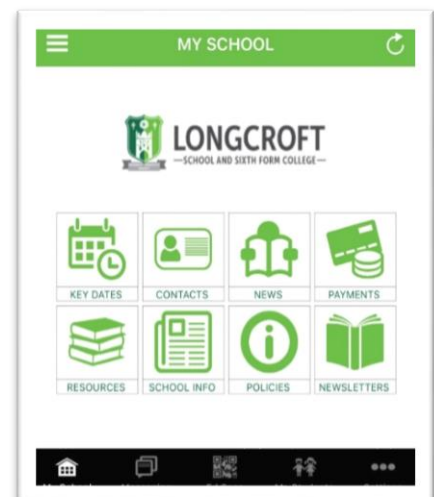 MY SCHOOL
LONGCROFT
SCHOOL AND SIXTH FORM COLLEGE
KEY DATES CONTACTS NEWS PAYMENTS
RESOURCES SCHOOL INFO POLICIES NEWSLETTERS